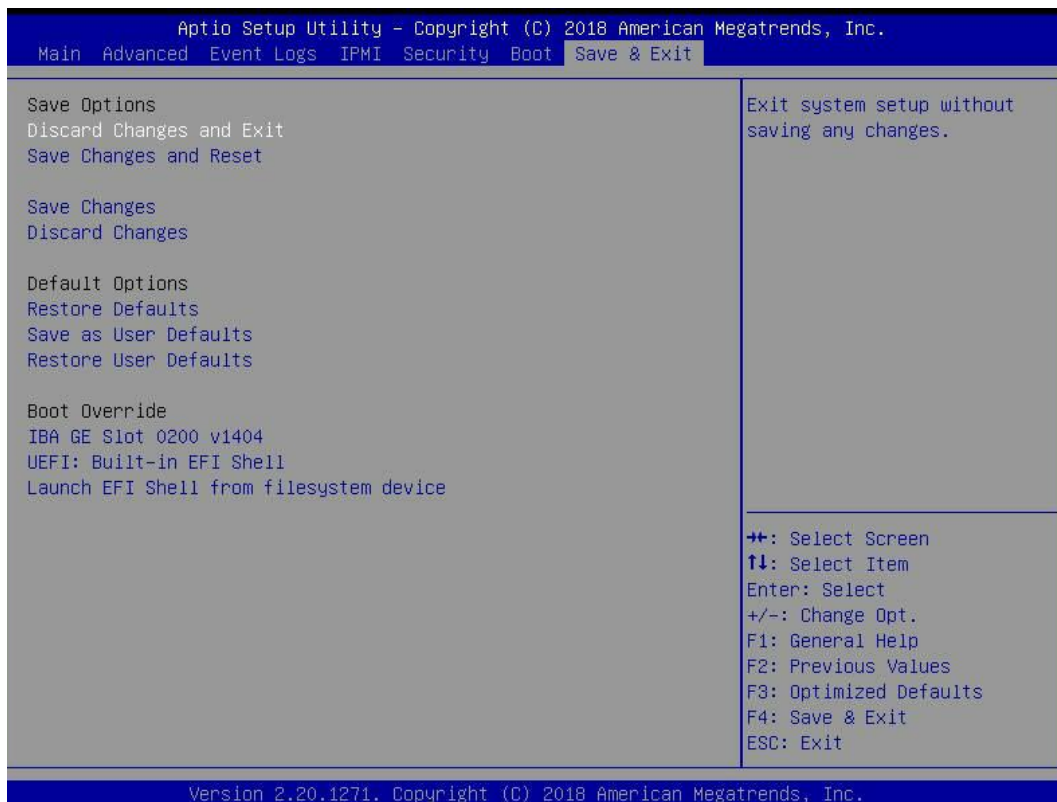 Aptio Setup Utility – Copyright (C) 2018 American Megatrends, Inc.
Main Advanced Event Logs IPMI Security Boot Save & Exit
Save Options
Discard Changes and Exit
Save Changes and Reset
Save Changes
Discard Changes
Default Options
Restore Defaults
Save as User Defaults
Restore User Defaults
Boot Override
IBA GE Slot 0200 v1404
UEFI: Built-in EFI Shell
Launch EFI Shell from filesystem device
Exit system setup without
saving any changes.
→←: Select Screen
↑↓: Select Item
Enter: Select
+/-: Change Opt.
F1: General Help
F2: Previous Values
F3: Optimized Defaults
F4: Save & Exit
ESC: Exit
Version 2.20.1271. Copyright (C) 2018 American Megatrends, Inc.